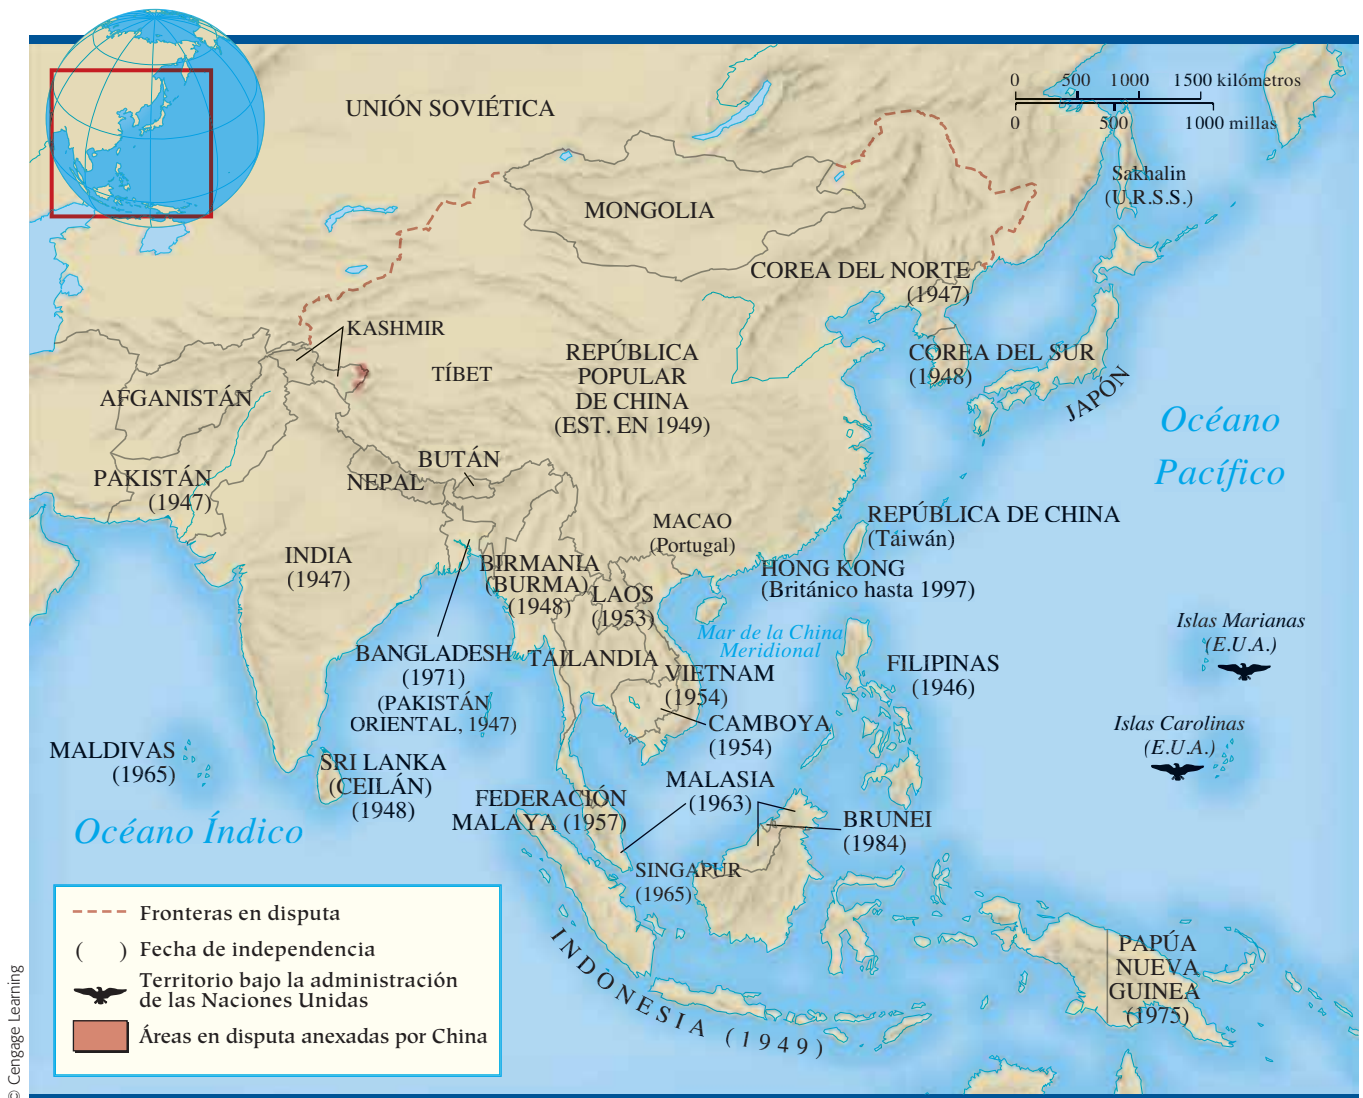 0 500 1000 1500 kilómetros
0 500 1000 millas
UNIÓN SOVIÉTICA
Sakhalin
(U.R.S.S.)
MONGOLIA
COREA DEL NORTE
(1947)
KASHMIR
COREA DEL SUR
(1948)
JAPÓN
TÍBET
REPÚBLICA
POPULAR
DE CHINA
(EST. EN 1949)
AFGANISTÁN
Océano
Pacífico
PAKISTÁN
(1947)
BUTÁN
NEPAL
MACAO
(Portugal)
REPÚBLICA DE CHINA
(Taiwán)
INDIA
(1947)
BIRMANIA
(BURMA)
(1948)
LAOS
(1953)
HONG KONG
(Británico hasta 1997)
Mar de la China
Meridional
Islas Marianas
(E.U.A.)
BANGLADESH
(1971)
(PAKISTÁN
ORIENTAL, 1947)
TAILANDIA
VIETNAM
(1954)
FILIPINAS
(1946)
CAMBOYA
(1954)
Islas Carolinas
(E.U.A.)
MALDIVAS
(1965)
SRI LANKA
(CEILÁN)
(1948)
FEDERACIÓN
MALAYA (1957)
MALASIA
(1963)
BRUNEI
(1984)
Océano Índico
SINGAPUR
(1965)
INDONESIA (1949)
PAPÚA
NUEVA
GUINEA
(1975)
Fronteras en disputa
( ) Fecha de independencia
Territorio bajo la administración
de las Naciones Unidas
Áreas en disputa anexadas por China
© Cengage Learning